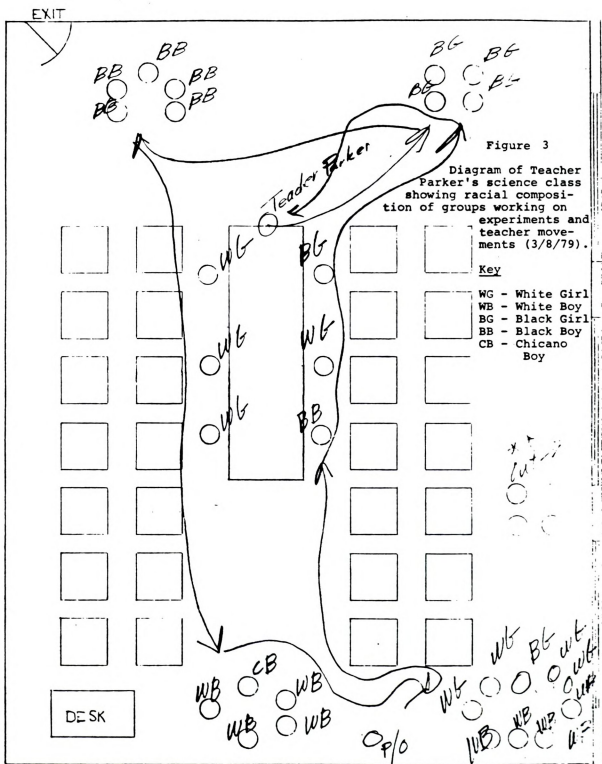 EXIT
BB
BB
BB
BB
BB
BG
BG
BG
BG
Figure 3
Diagram of Teacher
Parker's science class
showing racial composi-
tion of groups working on
experiments and
teacher move-
ments (3/8/79).
Key
WG - White Girl
WB - White Boy
BG - Black Girl
BB - Black Boy
CB - Chicano
Boy
Teacher Parker
WG
BG
WG
WG
WG
BB
CB
WB
WB
WB
WB
DESK
P/O
WG
WG
BG
WG
WG
WB
WB
WB